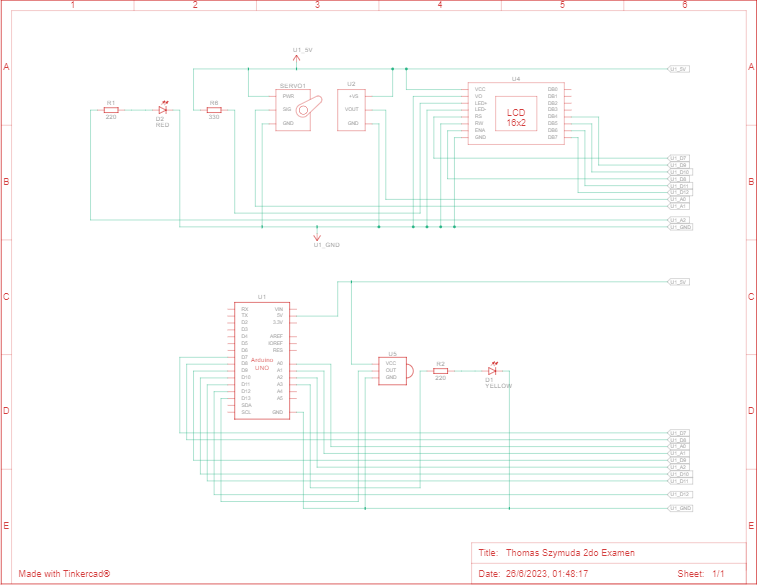 1 2 3 4 5 6
A A
U1_5V
U1_5V
R1
220
D2
RED
R6
330
SERVO1
PWR
SIG
GND
U2
+VS
VOUT
GND
U4
LCD
16x2
VCC
VO
LED+
LED-
RS
RW
ENA
GND
DB0
DB1
DB2
DB3
DB4
DB5
DB6
DB7
B B
U1_D7
U1_D9
U1_D10
U1_D8
U1_D11
U1_D12
U1_A0
U1_A1
U1_A2
U1_GND
U1_GND
C C
U1_5V
U1
Arduino
UNO
RX
TX
D2
D3
D4
D5
D6
D7
D8
D9
D10
D11
D12
D13
SDA
SCL
VIN
5V
3.3V
AREF
IOREF
RES
A0
A1
A2
A3
A4
A5
GND
U5
VCC
OUT
GND
R2
220
D1
YELLOW
D D
U1_D7
U1_D8
U1_A0
U1_A1
U1_D9
U1_A2
U1_D10
U1_D11
U1_D12
U1_GND
E E
Title: Thomas Szymuda 2do Examen
Made with Tinkercad®
Date: 26/6/2023, 01:48:17 Sheet: 1/1